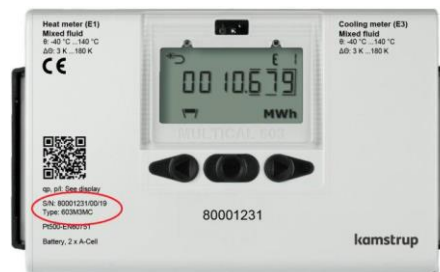 Heat meter (E1)
Mixed fluid
θ: -40 °C ...140 °C
ΔΘ: 3 K ...180 K
CE
Cooling meter (E3)
Mixed fluid
θ: -40 °C ...140 °C
ΔΘ: 3 K ...180 K
E 1
0010.679
MWh
MULTICAL 603
qp, p/t: See display
S/N: 80001231/00/19
Type: 603M3MC
Pt500-EN60751
Battery, 2 x A-Cell
80001231
kamstrup